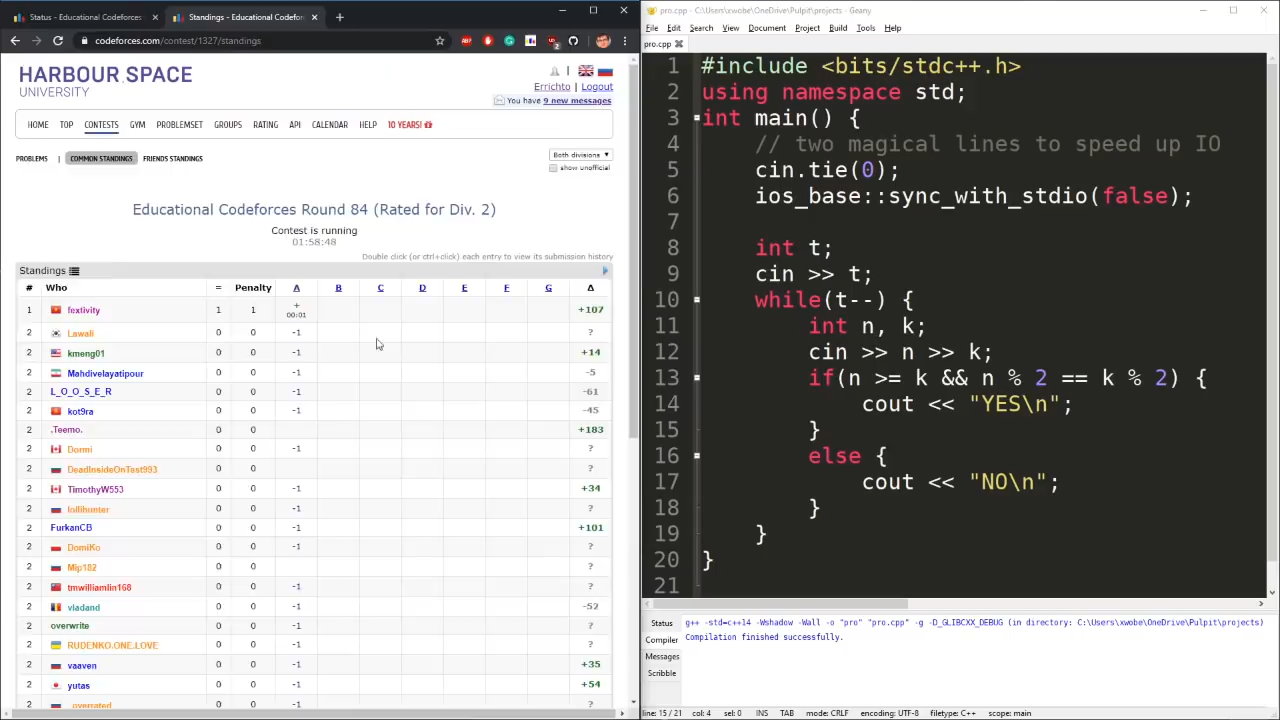 Status - Educational Codeforces
Standings - Educational Codefor
codeforces.com/contest/1327/standings
HARBOUR.SPACE
UNIVERSITY
Errichto | Logout
You have 9 new messages
HOME TOP CONTESTS GYM PROBLEMSET GROUPS RATING API CALENDAR HELP 10 YEARS!
PROBLEMS | COMMON STANDINGS FRIENDS STANDINGS
Both divisions
show unofficial
Educational Codeforces Round 84 (Rated for Div. 2)
Contest is running
01:58:48
Double click (or ctrl+click) each entry to view its submission history
Standings
# Who = Penalty A B C D E F G Δ
1 fextivity 1 1 + +107
00:01
2 Lawali 0 0 -1 ?
2 kmeng01 0 0 -1 +14
2 Mahdivelayatipour 0 0 -1 -5
2 L_O_O_S_E_R 0 0 -1 -61
2 kot9ra 0 0 -1 -45
2 .Teemo. 0 0 -1 +183
2 Dormi 0 0 -1 ?
2 DeadInsideOnTest993 0 0 -1 ?
2 TimothyW553 0 0 -1 +34
2 lollihunter 0 0 -1 ?
2 FurkanCB 0 0 -1 +101
2 DomiKo 0 0 -1 ?
2 Mip182 0 0 -1 ?
2 tmwilliamlin168 0 0 -1 ?
2 vladand 0 0 -1 -52
2 overwrite 0 0 -1 ?
2 RUDENKO.ONE.LOVE 0 0 -1 ?
2 vaaven 0 0 -1 +35
2 yutas 0 0 -1 +54
2 _overrated_ 0 0 -1 ?
pro.cpp - C:\Users\xwobe\OneDrive\Pulpit\projects - Geany
File Edit Search View Document Project Build Tools Help
pro.cpp
1 #include <bits/stdc++.h>
2 using namespace std;
3 int main() {
4 // two magical lines to speed up IO
5 cin.tie(0);
6 ios_base::sync_with_stdio(false);
7
8 int t;
9 cin >> t;
10 while(t--) {
11 int n, k;
12 cin >> n >> k;
13 if(n >= k && n % 2 == k % 2) {
14 cout << "YES\n";
15 }
16 else {
17 cout << "NO\n";
18 }
19 }
20 }
21
Status
Compiler
Messages
Scribble
g++ -std=c++14 -Wshadow -Wall -o "pro" "pro.cpp" -g -D_GLIBCXX_DEBUG (in directory: C:\Users\xwobe\OneDrive\Pulpit\projects)
Compilation finished successfully.
line: 15 / 21 col: 4 sel: 0 INS TAB mode: CRLF encoding: UTF-8 filetype: C++ scope: main